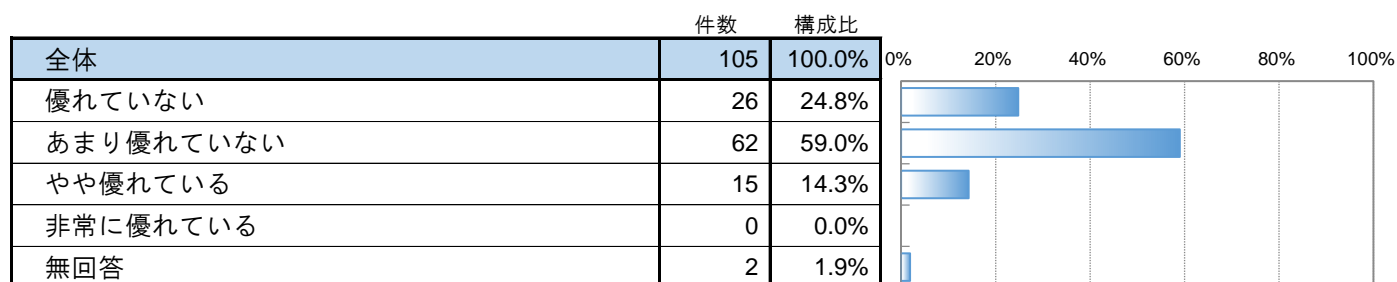 件数 構成比
全体 105 100.0% 0% 20% 40% 60% 80% 100%
優れていない 26 24.8%
あまり優れていない 62 59.0%
やや優れている 15 14.3%
非常に優れている 0 0.0%
無回答 2 1.9%